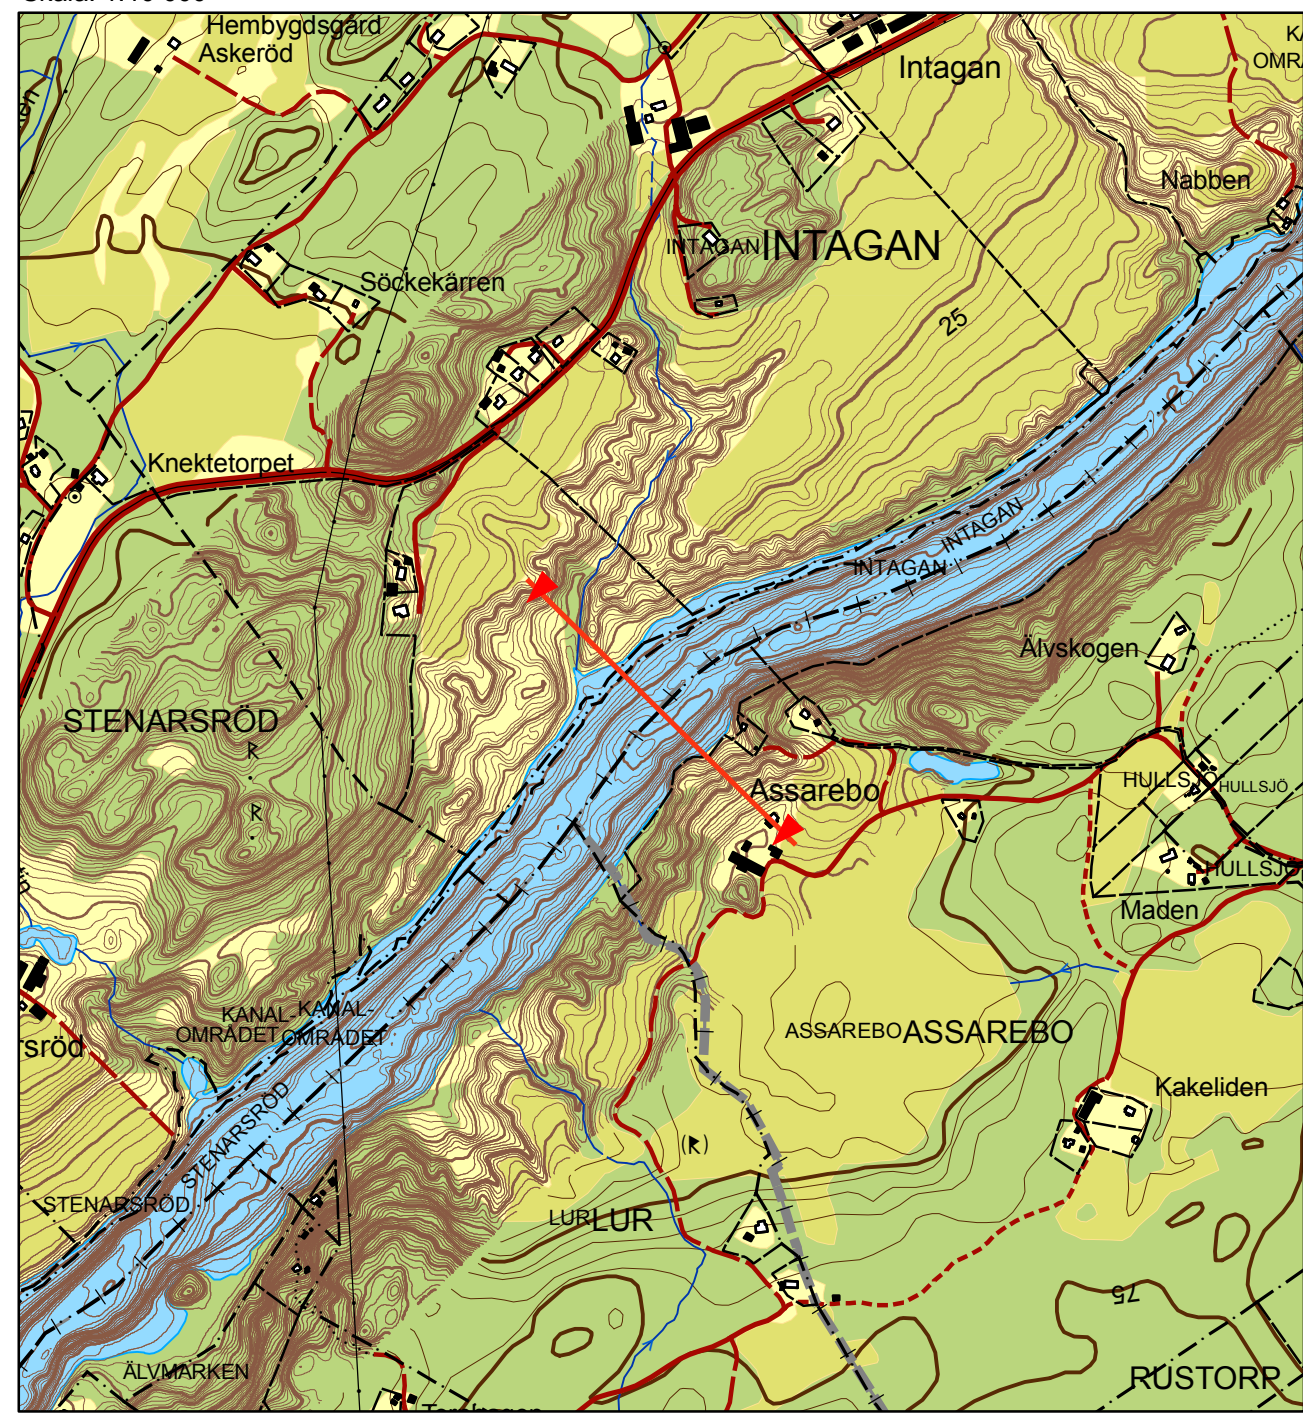 Hembygdsgård
Askeröd
Intagan
Nabben
INTAGAN
INTAGAN
Söckekärren
25
Knektetorpet
INTAGAN
INTAGAN
Älvskogen
STENARSRÖD
R
R
Assarebo
HULLSJÖ
HULLSJÖ
HULLSJÖ
Maden
KANAL-
OMRÅDET
KANAL-
OMRÅDET
ASSAREBO
ASSAREBO
Kakeliden
STENARSRÖD
STENARSRÖD
(R)
LUR
LUR
75
ÄLVMARKEN
RUSTORP